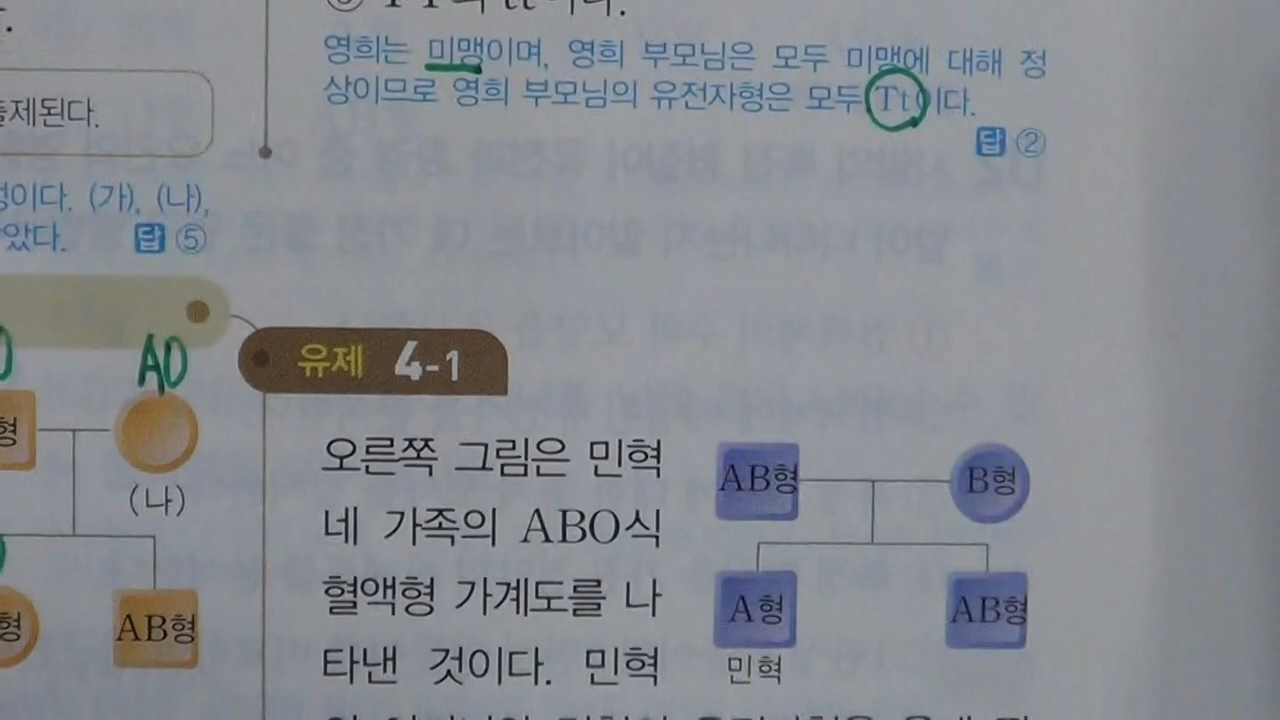 영희는 미맹이며, 영희 부모님은 모두 미맹에 대해 정
상이므로 영희 부모님의 유전자형은 모두 Tt이다.
답 ②
제된다.
이다. (가), (나),
았다. 답 ⑤
AO
형
(나)
형 AB형
유제 4-1
오른쪽 그림은 민혁
네 가족의 ABO식
혈액형 가계도를 나
타낸 것이다. 민혁
AB형 B형
A형 AB형
민혁